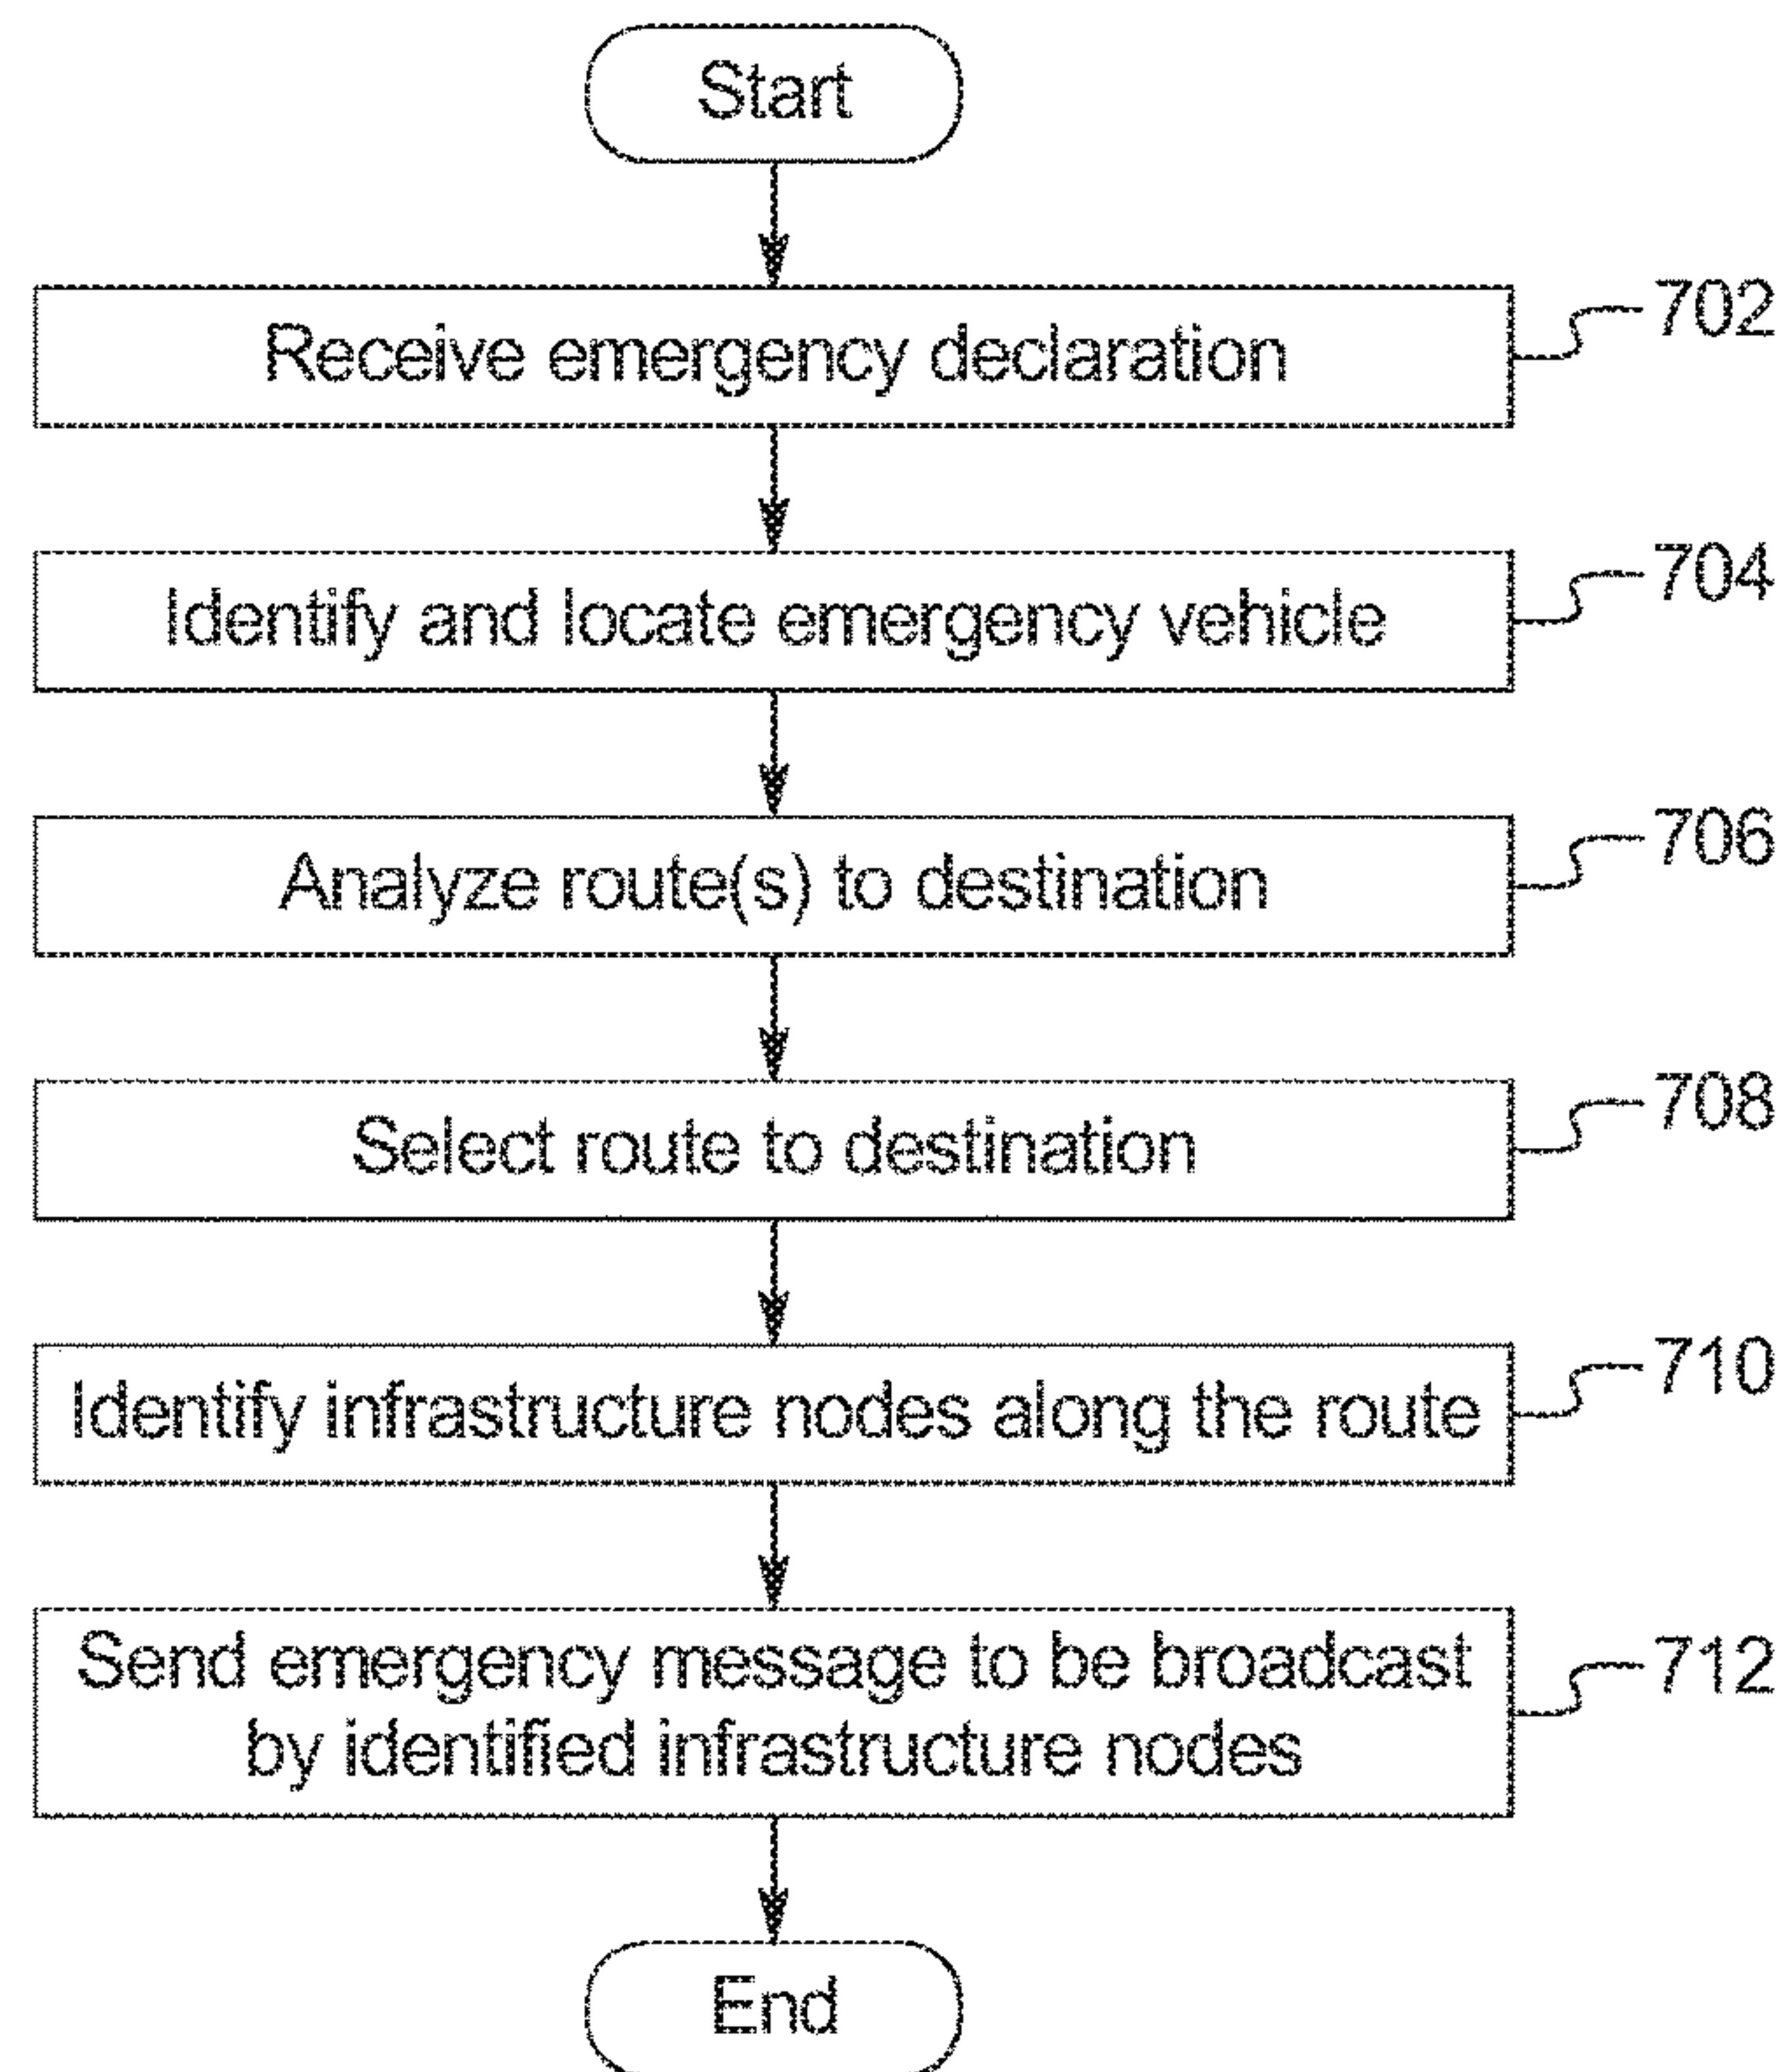 Start
Receive emergency declaration
702
Identify and locate emergency vehicle
704
Analyze route(s) to destination
706
Select route to destination
708
Identify infrastructure nodes along the route
710
Send emergency message to be broadcast
by identified infrastructure nodes
712
End